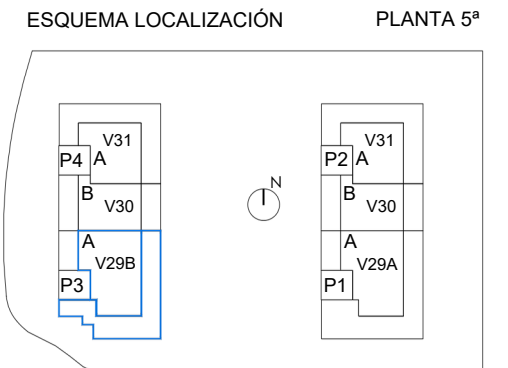 ESQUEMA LOCALIZACIÓN PLANTA 5ª
V31 V31
P4 A P2 A
B V30 B V30
N
A V29B A V29A
P3 P1